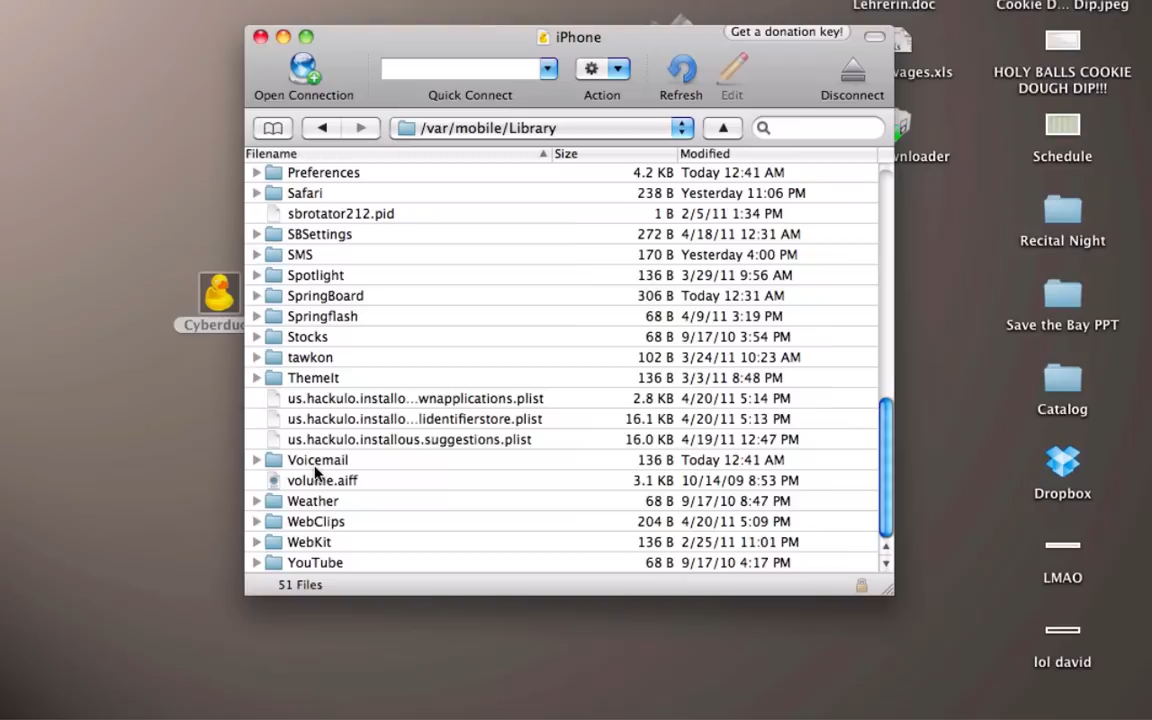 Lehrerin.doc
Cookie D... Dip.jpeg
iPhone
Get a donation key!
Open Connection
Quick Connect
Action
Refresh
Edit
Disconnect
/var/mobile/Library
Filename Size Modified
Preferences 4.2 KB Today 12:41 AM
Safari 238 B Yesterday 11:06 PM
sbrotator212.pid 1 B 2/5/11 1:34 PM
SBSettings 272 B 4/18/11 12:31 AM
SMS 170 B Yesterday 4:00 PM
Spotlight 136 B 3/29/11 9:56 AM
SpringBoard 306 B Today 12:31 AM
Springflash 68 B 4/9/11 3:19 PM
Stocks 68 B 9/17/10 3:54 PM
tawkon 102 B 3/24/11 10:23 AM
ThemeIt 136 B 3/3/11 8:48 PM
us.hackulo.installo...wnapplications.plist 2.8 KB 4/20/11 5:14 PM
us.hackulo.installo...lidentifierstore.plist 16.1 KB 4/20/11 5:13 PM
us.hackulo.installous.suggestions.plist 16.0 KB 4/19/11 12:47 PM
Voicemail 136 B Today 12:41 AM
volume.aiff 3.1 KB 10/14/09 8:53 PM
Weather 68 B 9/17/10 8:47 PM
WebClips 204 B 4/20/11 5:09 PM
WebKit 136 B 2/25/11 11:01 PM
YouTube 68 B 9/17/10 4:17 PM
51 Files
Cyberduc
vages.xls
vnloader
HOLY BALLS COOKIE
DOUGH DIP!!!
Schedule
Recital Night
Save the Bay PPT
Catalog
Dropbox
LMAO
lol david